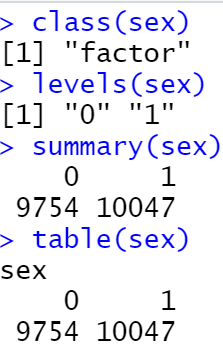 > class(sex)
[1] "factor"
> levels(sex)
[1] "0" "1"
> summary(sex)
    0     1
 9754 10047
> table(sex)
sex
    0     1
 9754 10047